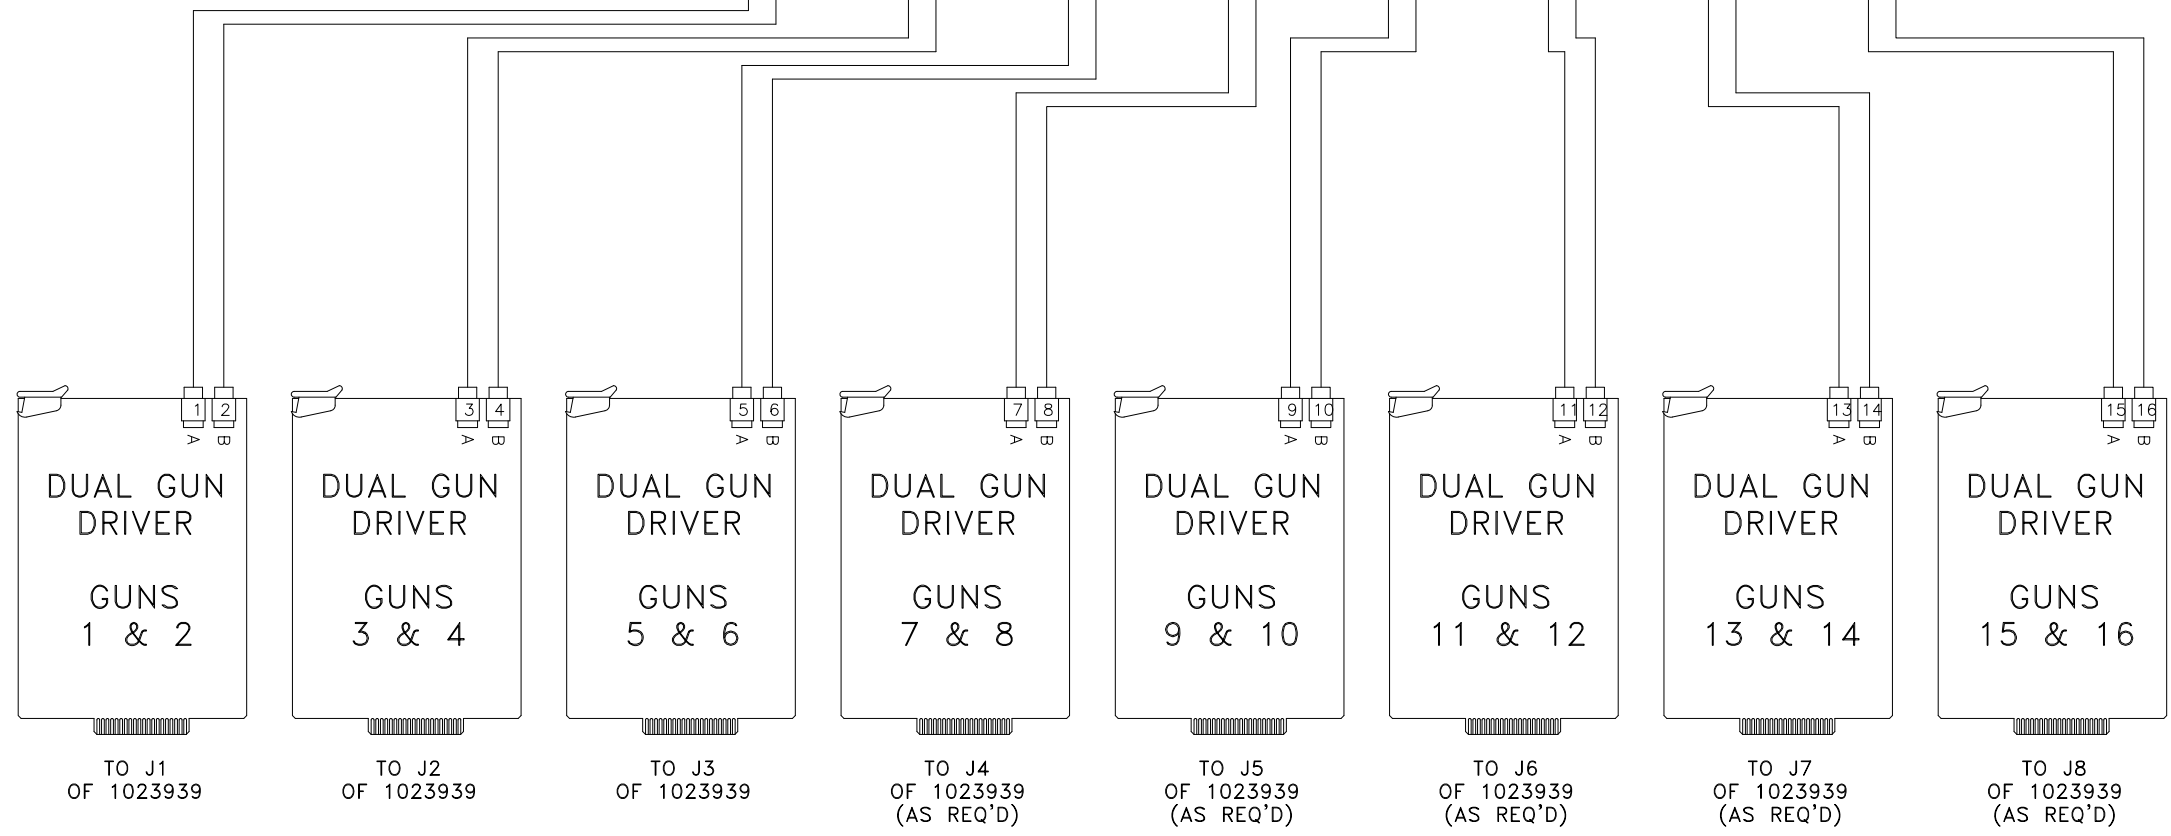 1 2
A B
DUAL GUN
DRIVER
GUNS
1 & 2
TO J1
OF 1023939
3 4
A B
DUAL GUN
DRIVER
GUNS
3 & 4
TO J2
OF 1023939
5 6
A B
DUAL GUN
DRIVER
GUNS
5 & 6
TO J3
OF 1023939
7 8
A B
DUAL GUN
DRIVER
GUNS
7 & 8
TO J4
OF 1023939
(AS REQ'D)
9 10
A B
DUAL GUN
DRIVER
GUNS
9 & 10
TO J5
OF 1023939
(AS REQ'D)
11 12
A B
DUAL GUN
DRIVER
GUNS
11 & 12
TO J6
OF 1023939
(AS REQ'D)
13 14
A B
DUAL GUN
DRIVER
GUNS
13 & 14
TO J7
OF 1023939
(AS REQ'D)
15 16
A B
DUAL GUN
DRIVER
GUNS
15 & 16
TO J8
OF 1023939
(AS REQ'D)